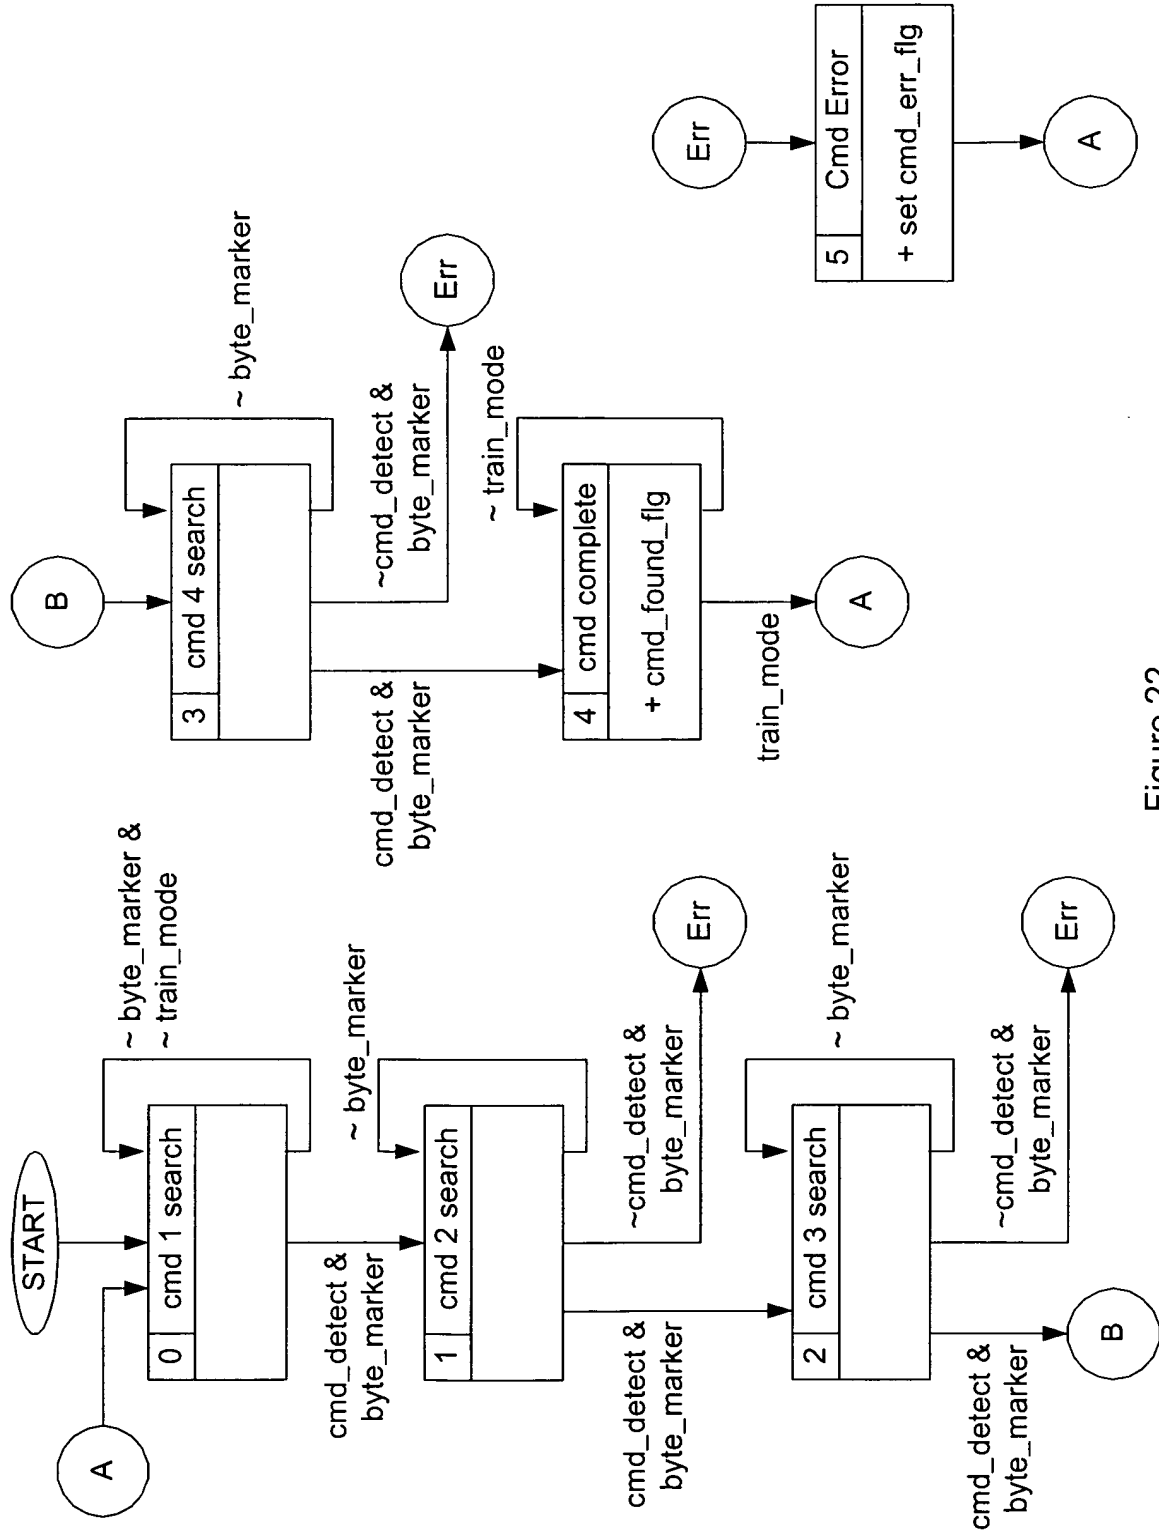 START
A
0 cmd 1 search
~ byte_marker &
~ train_mode
cmd_detect &
byte_marker
1 cmd 2 search
~ byte_marker
cmd_detect &
byte_marker
~cmd_detect &
byte_marker
Err
2 cmd 3 search
~ byte_marker
cmd_detect &
byte_marker
~cmd_detect &
byte_marker
Err
B
B
3 cmd 4 search
~ byte_marker
cmd_detect &
byte_marker
~cmd_detect &
byte_marker
Err
4 cmd complete
+ cmd_found_flg
~ train_mode
train_mode
A
Err
5 Cmd Error
+ set cmd_err_flg
A
Figure 22